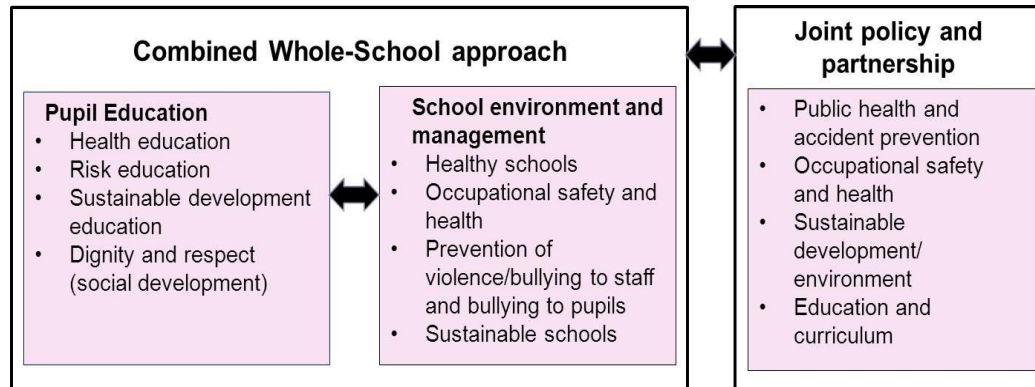 Combined Whole-School approach
Pupil Education
• Health education
• Risk education
• Sustainable development
education
• Dignity and respect
(social development)
School environment and
management
• Healthy schools
• Occupational safety and
health
• Prevention of
violence/bullying to staff
and bullying to pupils
• Sustainable schools
Joint policy and
partnership
• Public health and
accident prevention
• Occupational safety
and health
• Sustainable
development/
environment
• Education and
curriculum